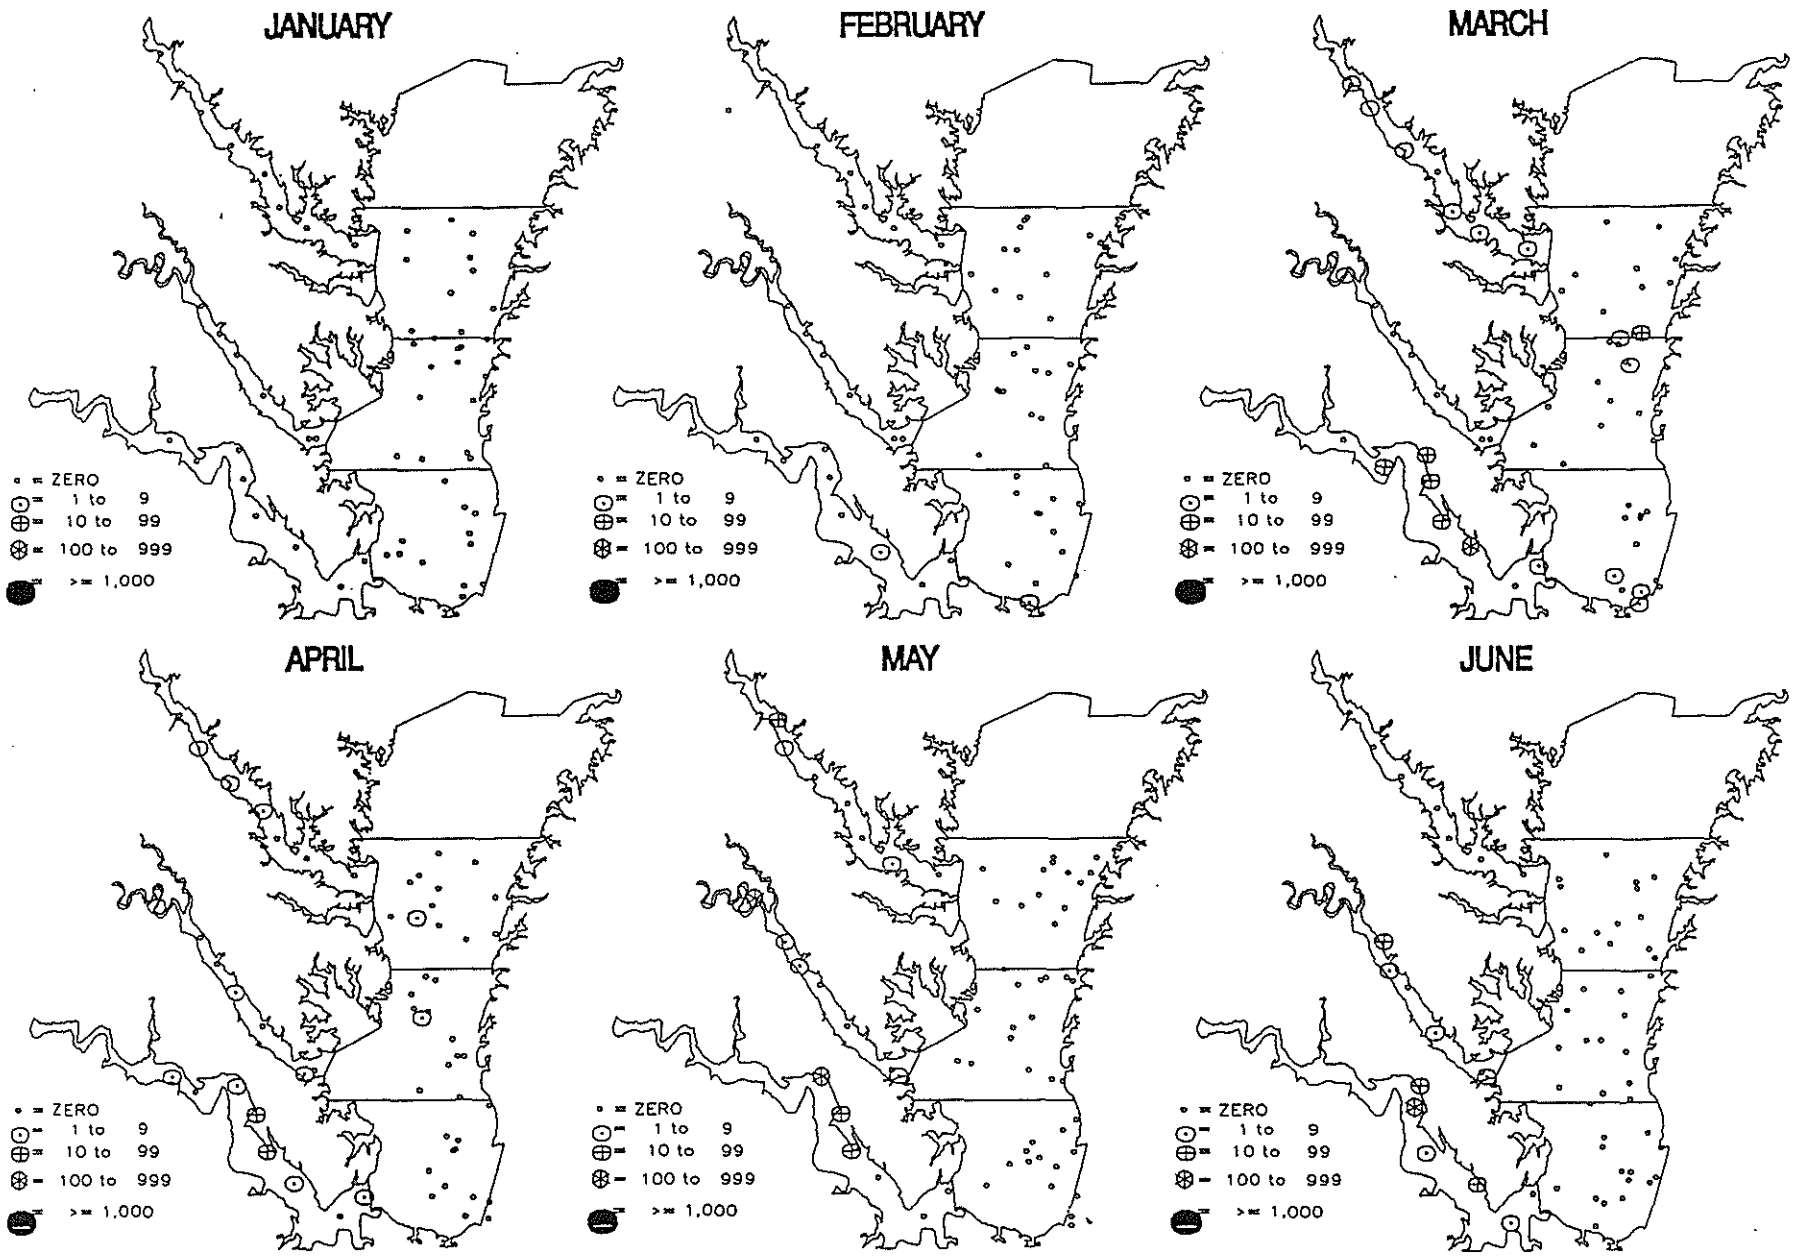 JANUARY
FEBRUARY
MARCH
= ZERO
= 1 to 9
= 10 to 99
= 100 to 999
= >= 1,000
= ZERO
= 1 to 9
= 10 to 99
= 100 to 999
= >= 1,000
= ZERO
= 1 to 9
= 10 to 99
= 100 to 999
= >= 1,000
APRIL
MAY
JUNE
= ZERO
= 1 to 9
= 10 to 99
= 100 to 999
= >= 1,000
= ZERO
= 1 to 9
= 10 to 99
= 100 to 999
= >= 1,000
= ZERO
= 1 to 9
= 10 to 99
= 100 to 999
= >= 1,000